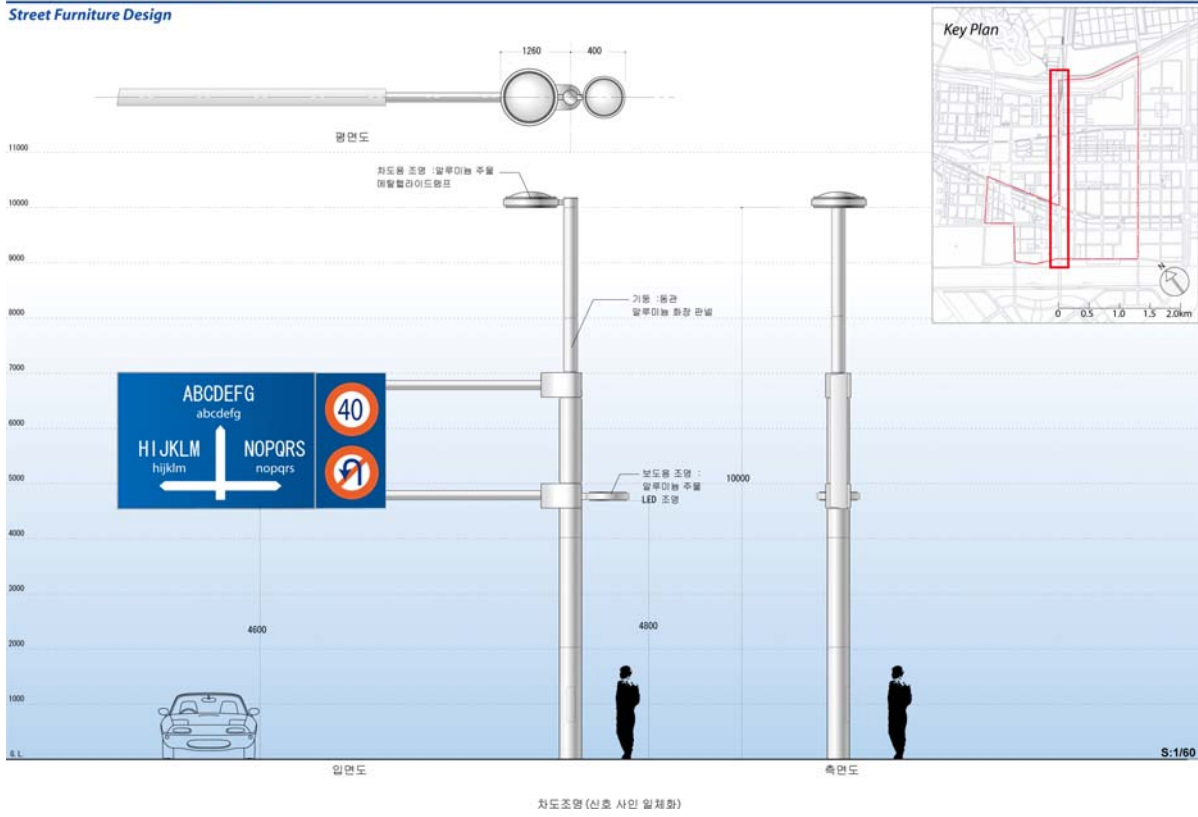 Street Furniture Design
Key Plan
1260
400
평면도
11000
차도용 조명 :알루미늄 주물
메탈헬라이드램프
10000
9000
기둥 :동관
알루미늄 화장 판넬
8000
N
0 0.5 1.0 1.5 2.0km
7000
ABCDEFG
abcdefg
40
6000
HIJKLM NOPQRS
hijklm nopqrs
5000
보도용 조명 :
알루미늄 주물
LED 조명
10000
4000
3000
4600
4800
2000
1000
G.L.
S:1/60
입면도
측면도
차도조명(신호 사인 일체화)